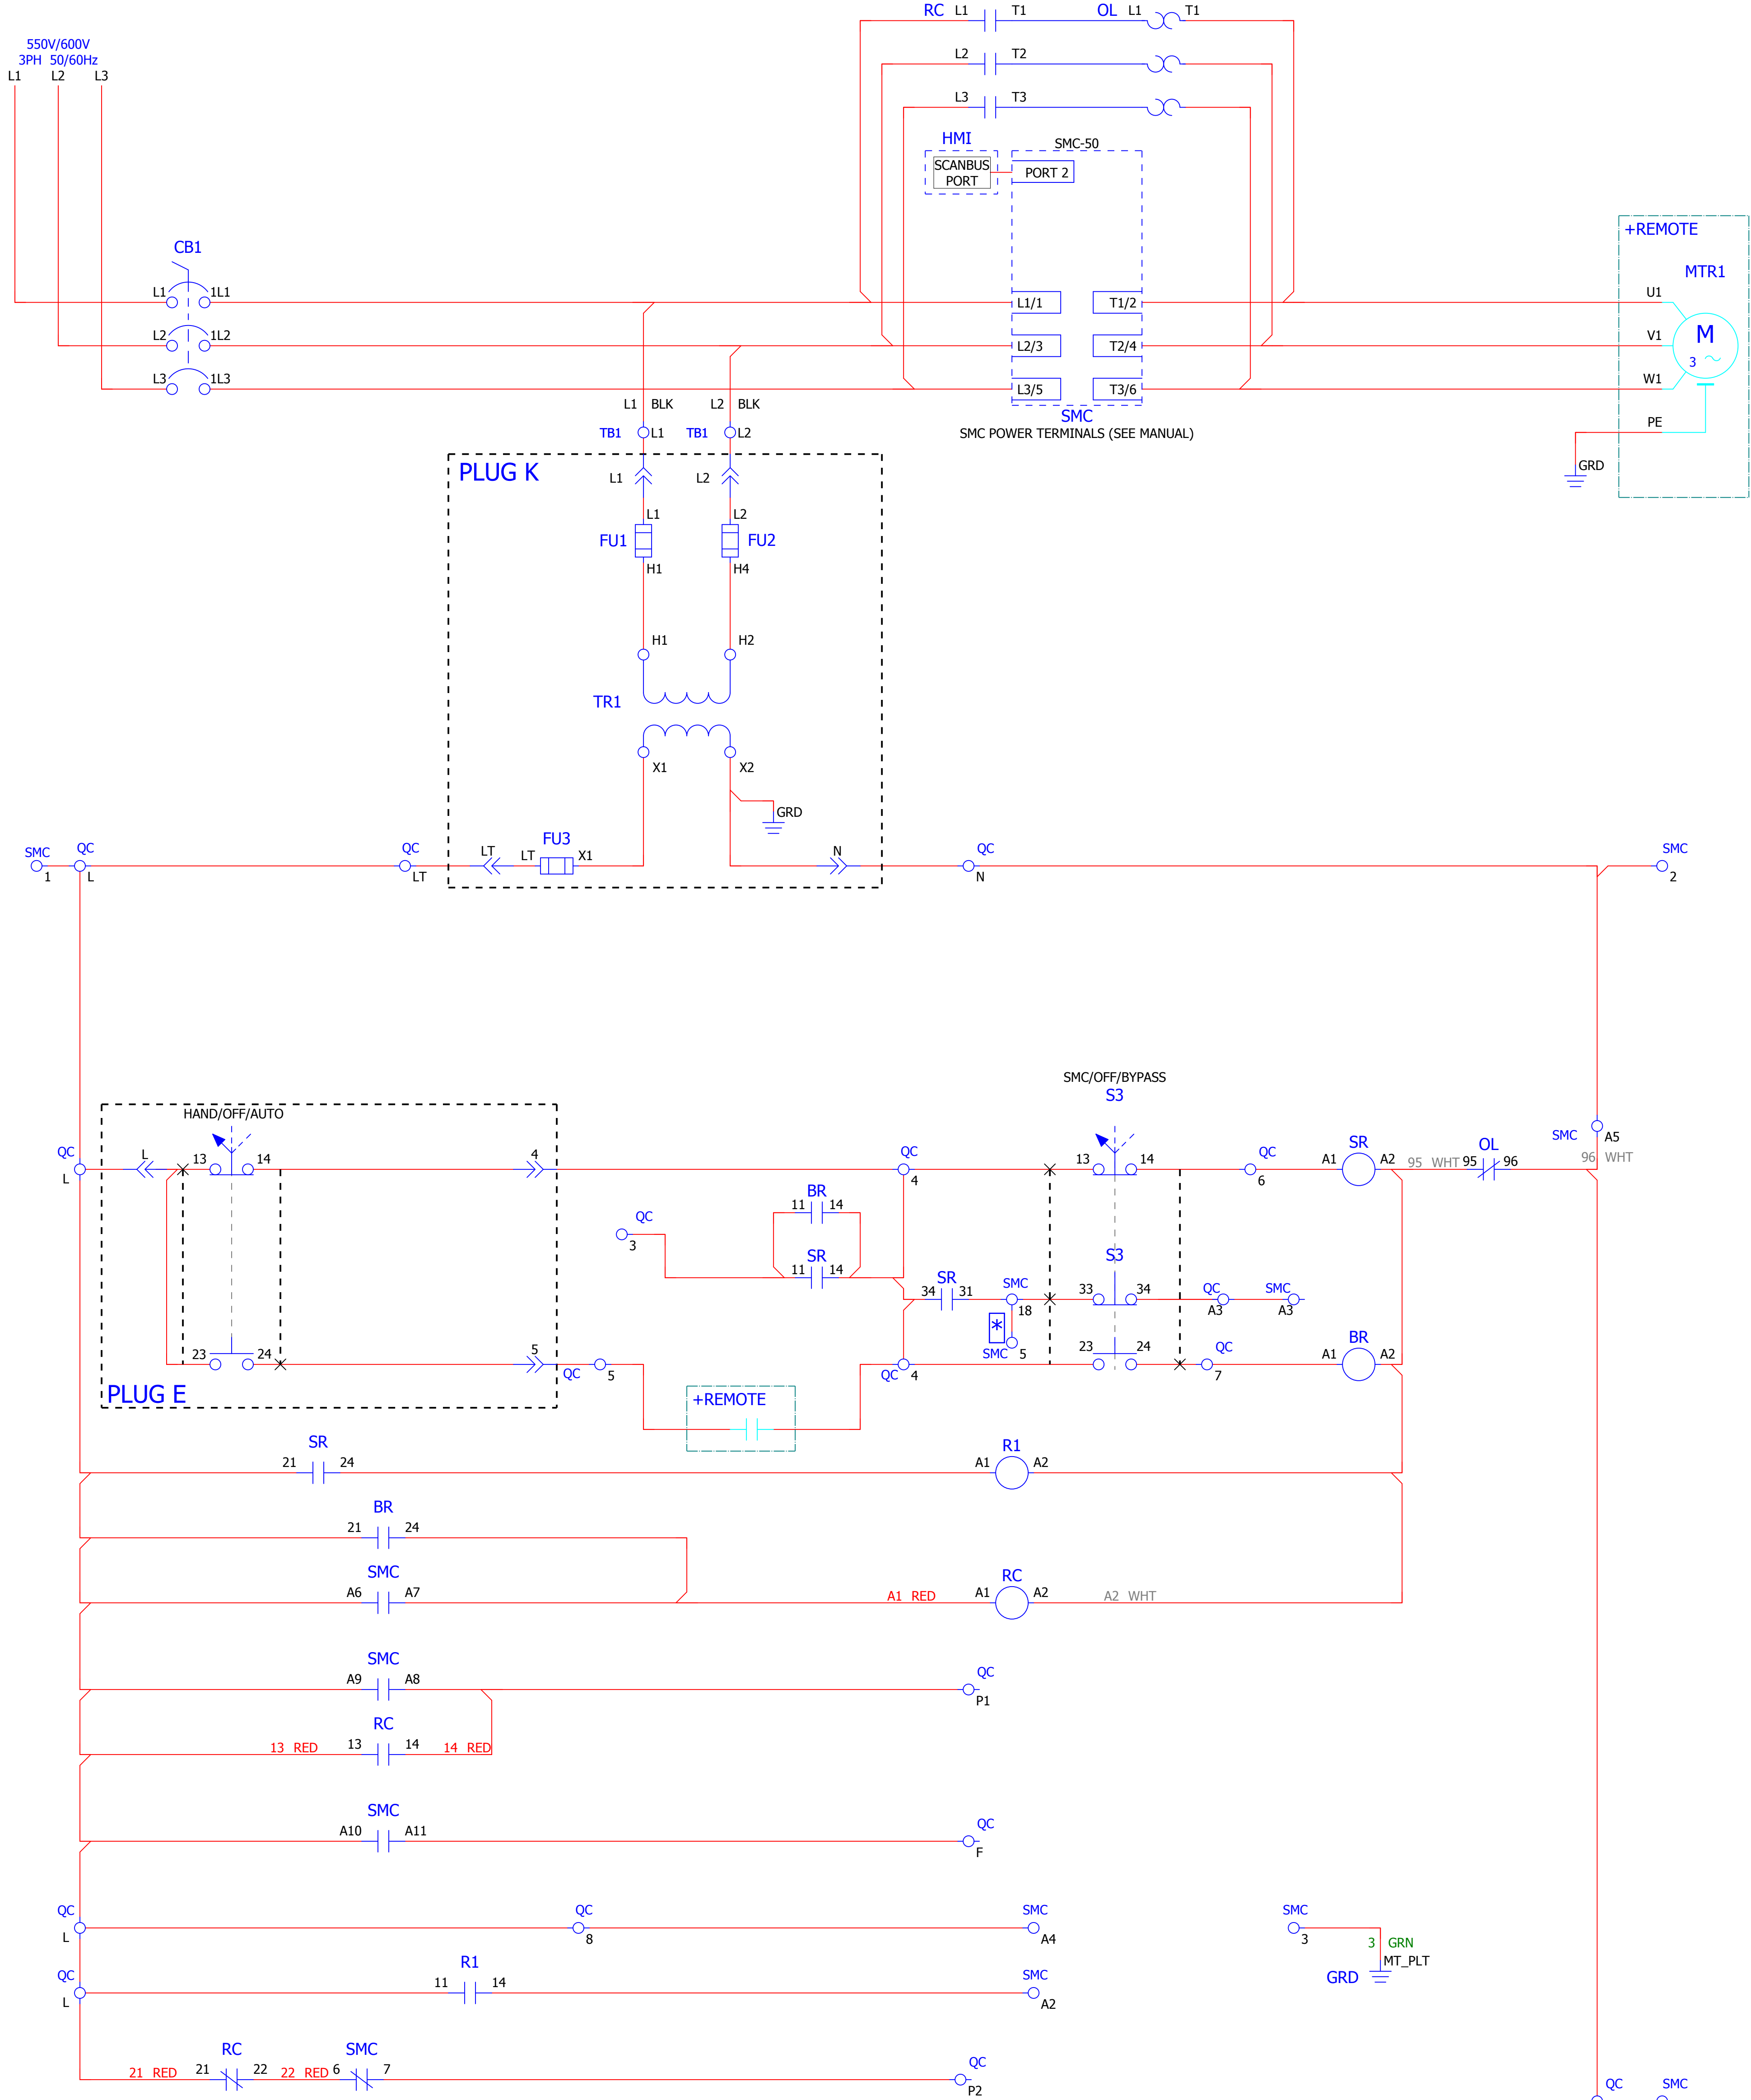 RC L1 T1 OL L1 T1
550V/600V
3PH 50/60Hz
L1 L2 L3
L2 T2
L3 T3
HMI
SMC-50
SCANBUS
PORT
PORT 2
+REMOTE
MTR1
CB1
L1 1L1 L1/1 T1/2 U1
L2 1L2 L2/3 T2/4 V1
M
3
L3 1L3 L3/5 T3/6 W1
L1 BLK L2 BLK
SMC
SMC POWER TERMINALS (SEE MANUAL)
TB1 L1 TB1 L2
PE
GRD
PLUG K
L1 L2
L1 L2
FU1 FU2
H1 H4
H1 H2
TR1
X1 X2
GRD
FU3
SMC QC QC LT LT X1 N QC SMC
1 L LT N 2
SMC/OFF/BYPASS
S3
HAND/OFF/AUTO
QC L 13 14 4 QC 13 14 QC SR A1 A2 95 WHT 95 OL 96 96 WHT SMC A5
L 4 6
BR
11 14
QC
3
SR
11 14
S3
SR
34 31 SMC 33 34 QC SMC
18 A3 A3
*
SMC 5
23 24 5 QC 5 QC 4 23 24 QC 7 BR A1 A2
PLUG E
+REMOTE
SR
21 24
R1
A1 A2
BR
21 24
SMC
A6 A7
A1 RED
RC
A1 A2
A2 WHT
SMC
A9 A8
QC
P1
RC
13 RED 13 14 14 RED
SMC
A10 A11
QC
F
QC QC SMC SMC
L 8 A4 3
3 GRN
MT_PLT
GRD
QC R1 SMC
11 14
L A2
RC SMC
21 RED 21 22 22 RED 6 7
QC
P2
QC SMC